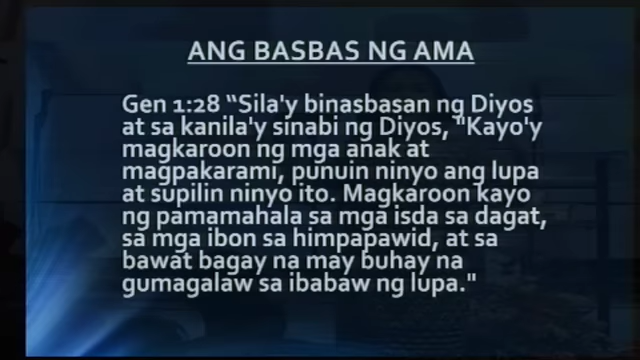 ANG BASBAS NG AMA
Gen 1:28 “Sila'y binasbasan ng Diyos
at sa kanila'y sinabi ng Diyos, "Kayo'y
magkaroon ng mga anak at
magpakarami, punuin ninyo ang lupa
at supilin ninyo ito. Magkaroon kayo
ng pamamahala sa mga isda sa dagat,
sa mga ibon sa himpapawid, at sa
bawat bagay na may buhay na
gumagalaw sa ibabaw ng lupa."